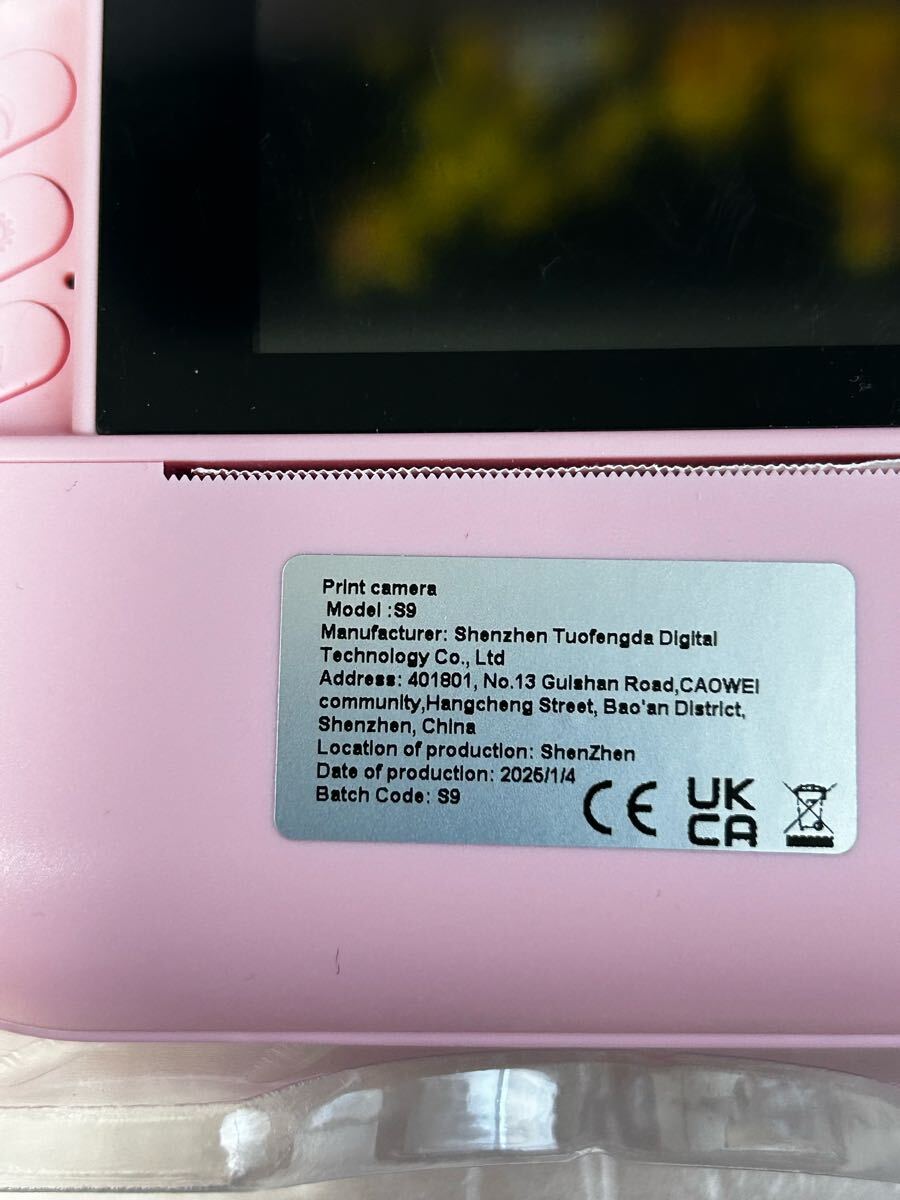 Print camera
Model :S9
Manufacturer: Shenzhen Tuofengda Digital
Technology Co., Ltd
Address: 401801, No.13 Guishan Road,CAOWEI
community,Hangcheng Street, Bao'an District,
Shenzhen, China
Location of production: ShenZhen
Date of production: 2025/1/4
Batch Code: S9
CE UK
CA